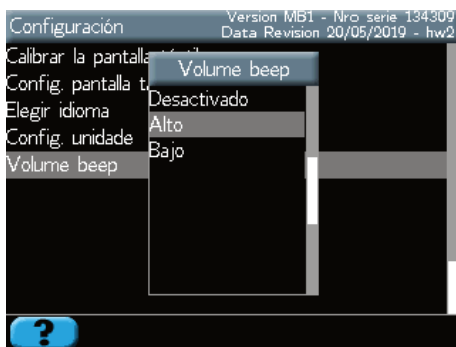 Configuración
Version MB1 - Nro serie 134309
Data Revision 20/05/2019 - hw2
Calibrar la pantalla
Config. pantalla
Elegir idioma
Config. unidade
Volume beep
Volume beep
Desactivado
Alto
Bajo
?